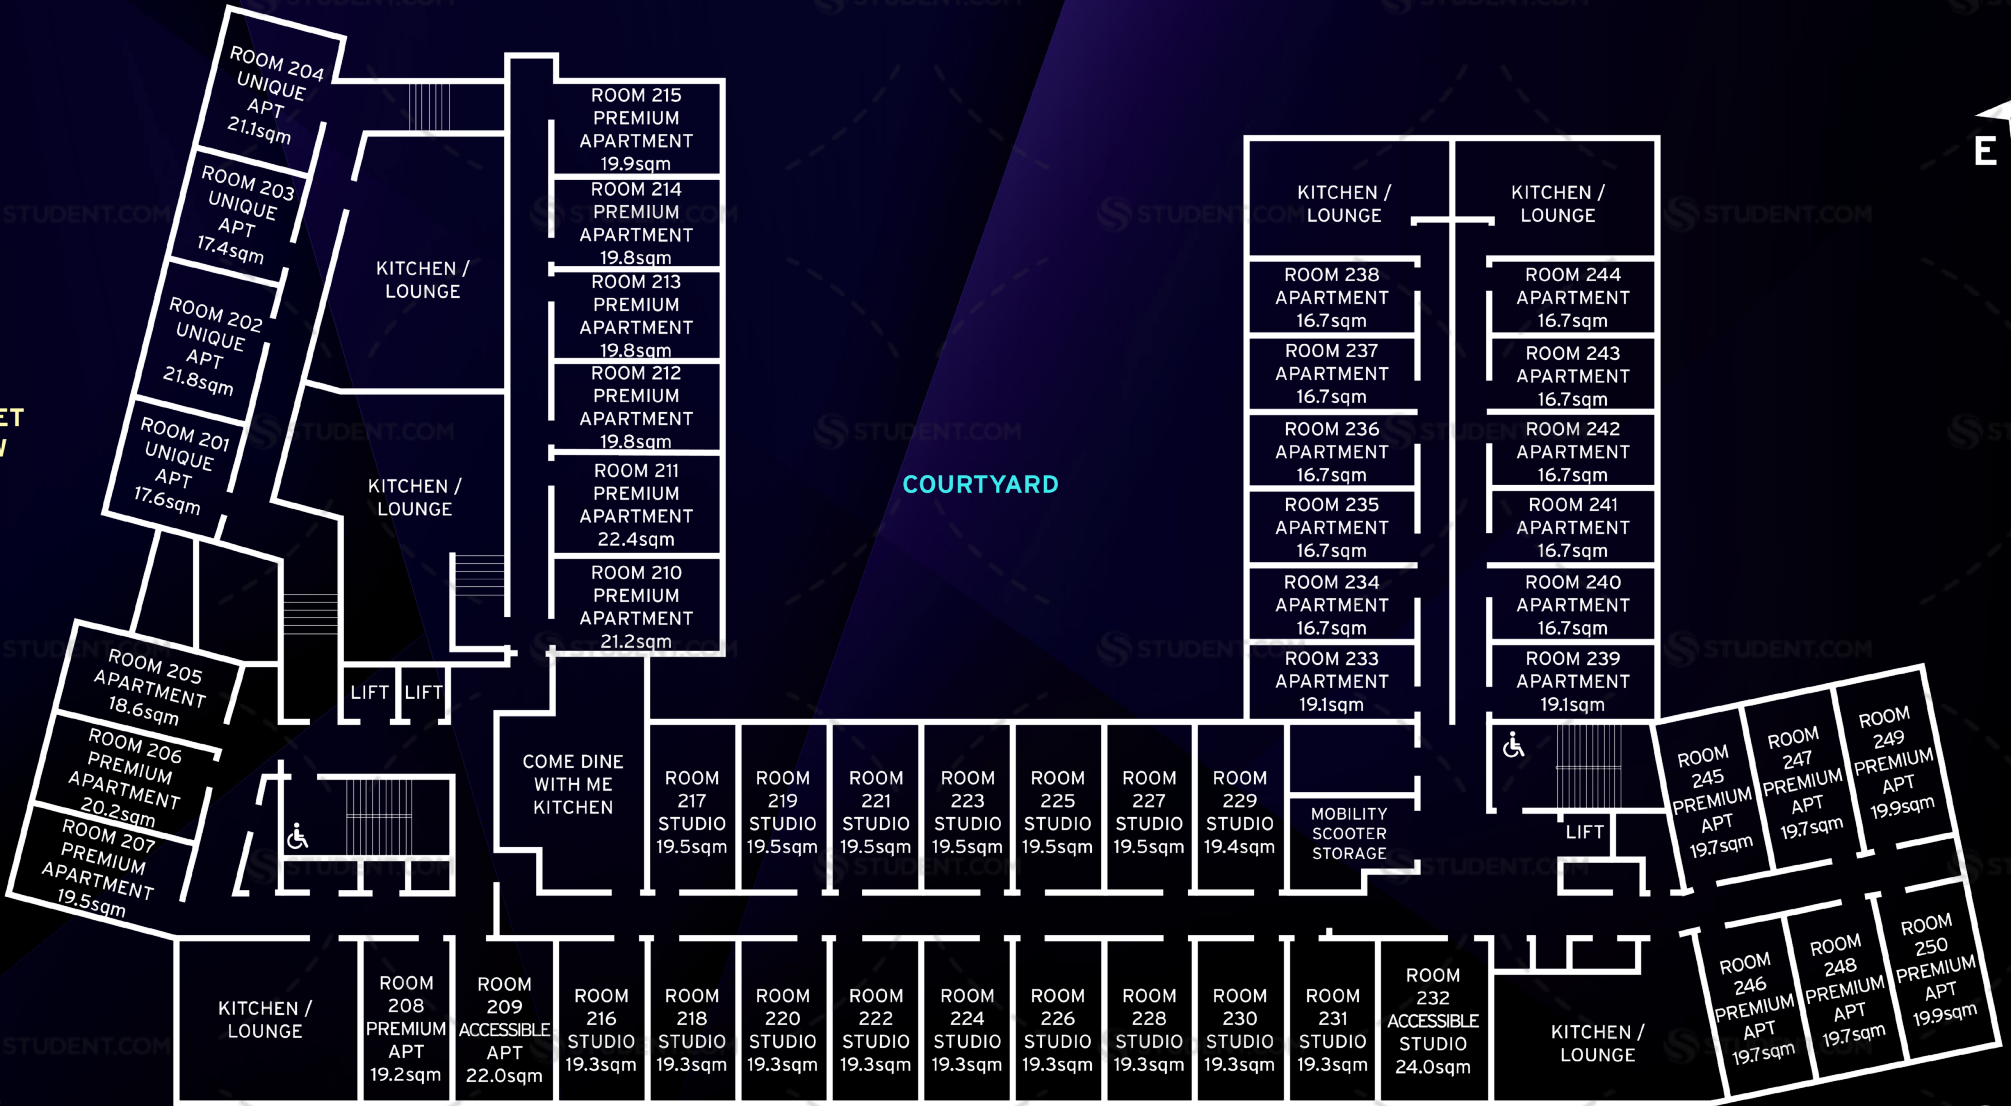 ROOM 204
UNIQUE
APT
21.1sqm
ROOM 203
UNIQUE
APT
17.4sqm
ROOM 202
UNIQUE
APT
21.8sqm
ROOM 201
UNIQUE
APT
17.6sqm
KITCHEN /
LOUNGE
KITCHEN /
LOUNGE
ROOM 215
PREMIUM
APARTMENT
19.9sqm
ROOM 214
PREMIUM
APARTMENT
19.8sqm
ROOM 213
PREMIUM
APARTMENT
19.8sqm
ROOM 212
PREMIUM
APARTMENT
19.8sqm
ROOM 211
PREMIUM
APARTMENT
22.4sqm
ROOM 210
PREMIUM
APARTMENT
21.2sqm
COURTYARD
KITCHEN /
LOUNGE
KITCHEN /
LOUNGE
ROOM 238
APARTMENT
16.7sqm
ROOM 237
APARTMENT
16.7sqm
ROOM 236
APARTMENT
16.7sqm
ROOM 235
APARTMENT
16.7sqm
ROOM 234
APARTMENT
16.7sqm
ROOM 233
APARTMENT
19.1sqm
ROOM 244
APARTMENT
16.7sqm
ROOM 243
APARTMENT
16.7sqm
ROOM 242
APARTMENT
16.7sqm
ROOM 241
APARTMENT
16.7sqm
ROOM 240
APARTMENT
16.7sqm
ROOM 239
APARTMENT
19.1sqm
E
ROOM 205
APARTMENT
18.6sqm
ROOM 206
PREMIUM
APARTMENT
20.2sqm
ROOM 207
PREMIUM
APARTMENT
19.5sqm
LIFT
LIFT
COME DINE
WITH ME
KITCHEN
ROOM
217
STUDIO
19.5sqm
ROOM
219
STUDIO
19.5sqm
ROOM
221
STUDIO
19.5sqm
ROOM
223
STUDIO
19.5sqm
ROOM
225
STUDIO
19.5sqm
ROOM
227
STUDIO
19.5sqm
ROOM
229
STUDIO
19.4sqm
MOBILITY
SCOOTER
STORAGE
LIFT
ROOM
245
PREMIUM
APT
19.7sqm
ROOM
247
PREMIUM
APT
19.7sqm
ROOM
249
PREMIUM
APT
19.9sqm
KITCHEN /
LOUNGE
ROOM
208
PREMIUM
APT
19.2sqm
ROOM
209
ACCESSIBLE
APT
22.0sqm
ROOM
216
STUDIO
19.3sqm
ROOM
218
STUDIO
19.3sqm
ROOM
220
STUDIO
19.3sqm
ROOM
222
STUDIO
19.3sqm
ROOM
224
STUDIO
19.3sqm
ROOM
226
STUDIO
19.3sqm
ROOM
228
STUDIO
19.3sqm
ROOM
230
STUDIO
19.3sqm
ROOM
231
STUDIO
19.3sqm
ROOM
232
ACCESSIBLE
STUDIO
24.0sqm
KITCHEN /
LOUNGE
ROOM
246
PREMIUM
APT
19.7sqm
ROOM
248
PREMIUM
APT
19.7sqm
ROOM
250
PREMIUM
APT
19.9sqm
STUDENT.COM